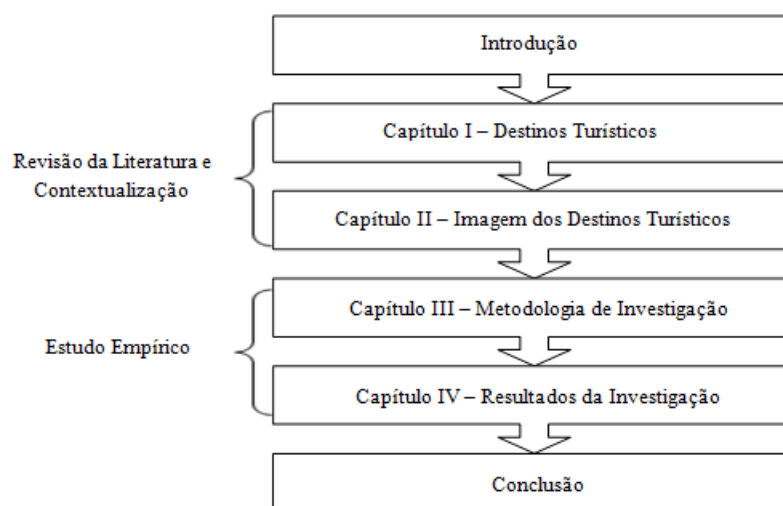 Introdução
Capítulo I – Destinos Turísticos
Revisão da Literatura e
Contextualização
Capítulo II – Imagem dos Destinos Turísticos
Capítulo III – Metodologia de Investigação
Estudo Empírico
Capítulo IV – Resultados da Investigação
Conclusão